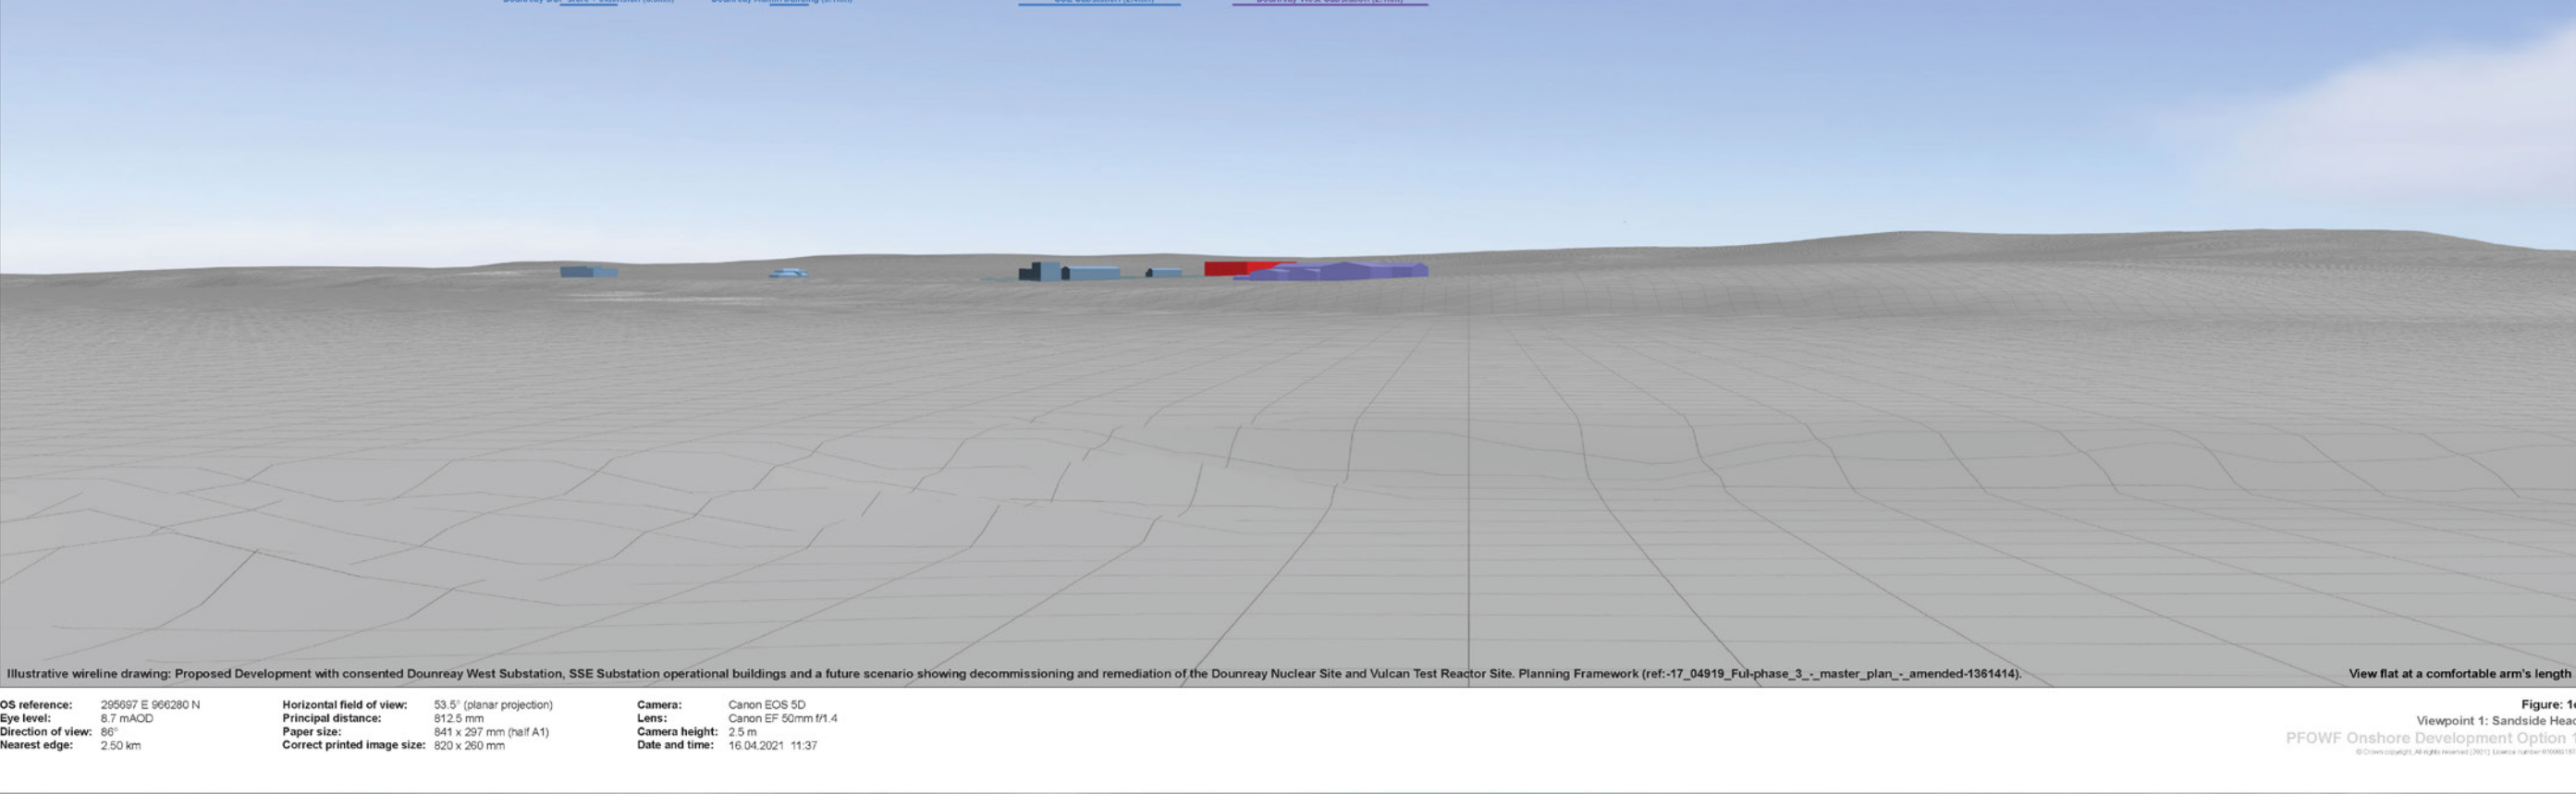 Illustrative wireline drawing: Proposed Development with consented Dounreay West Substation, SSE Substation operational buildings and a future scenario showing decommissioning and remediation of the Dounreay Nuclear Site and Vulcan Test Reactor Site. Planning Framework (ref:-17_04919_Ful-phase_3_-_master_plan_-_amended-1361414).
View flat at a comfortable arm's length
OS reference: 295697 E 966280 N
Eye level: 8.7 mAOD
Direction of view: 86°
Nearest edge: 2.50 km
Horizontal field of view: 53.5° (planar projection)
Principal distance: 812.5 mm
Paper size: 841 x 297 mm (half A1)
Correct printed image size: 820 x 260 mm
Camera: Canon EOS 5D
Lens: Canon EF 50mm f/1.4
Camera height: 2.5 m
Date and time: 16.04.2021 11:37
Figure:
Viewpoint 1: Sandside
PFOWF Onshore Development Option